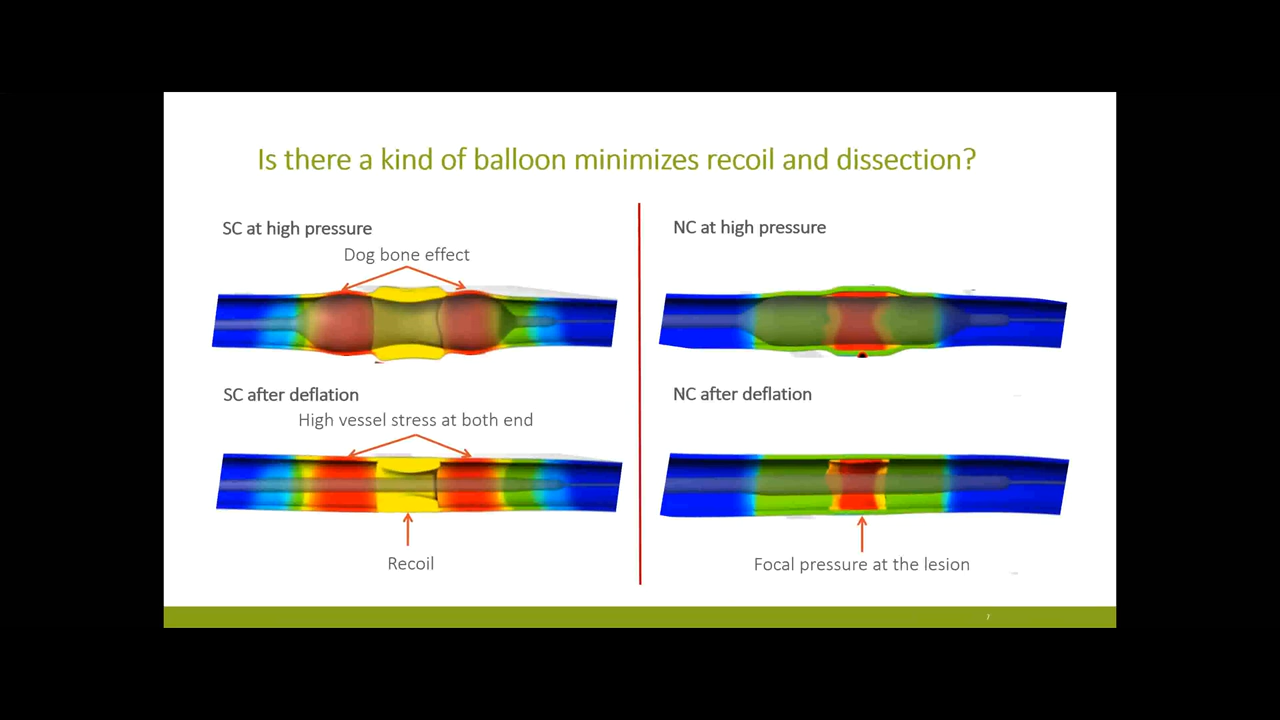 Is there a kind of balloon minimizes recoil and dissection?
SC at high pressure
Dog bone effect
SC after deflation
High vessel stress at both end
Recoil
NC at high pressure
NC after deflation
Focal pressure at the lesion
7